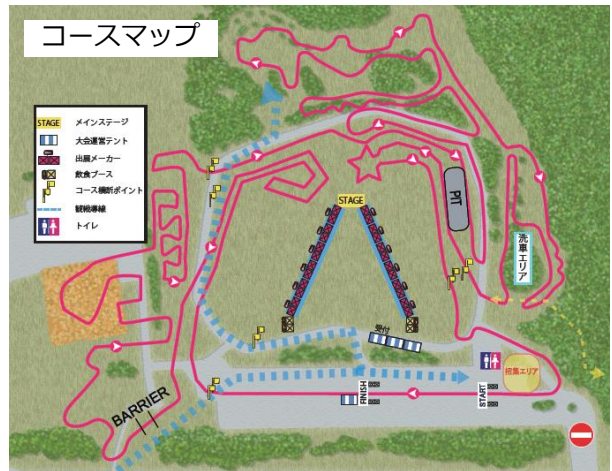 コースマップ
STAGE メインステージ
大会運営テント
出展メーカー
飲食ブース
コース横断ポイント
観戦導線
トイレ
STAGE
PIT
洗車エリア
受付
招集エリア
FINISH
START
BARRIER